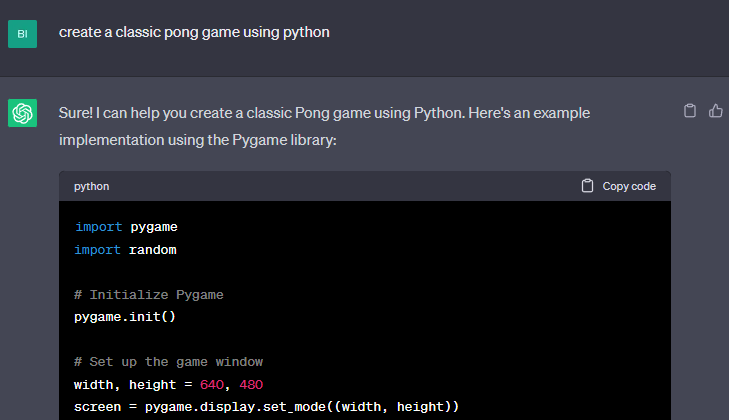 BI
create a classic pong game using python
Sure! I can help you create a classic Pong game using Python. Here's an example
implementation using the Pygame library:
python
Copy code
import pygame
import random
# Initialize Pygame
pygame.init()
# Set up the game window
width, height = 640, 480
screen = pygame.display.set_mode((width, height))